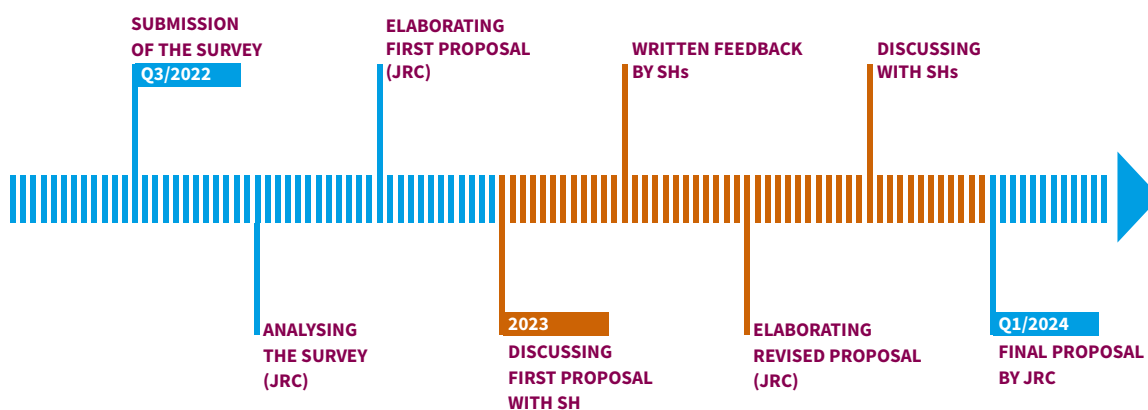 SUBMISSION
OF THE SURVEY
Q3/2022
ANALYSING
THE SURVEY
(JRC)
ELABORATING
FIRST PROPOSAL
(JRC)
2023
DISCUSSING
FIRST PROPOSAL
WITH SH
WRITTEN FEEDBACK
BY SHs
ELABORATING
REVISED PROPOSAL
(JRC)
DISCUSSING
WITH SHs
Q1/2024
FINAL PROPOSAL
BY JRC